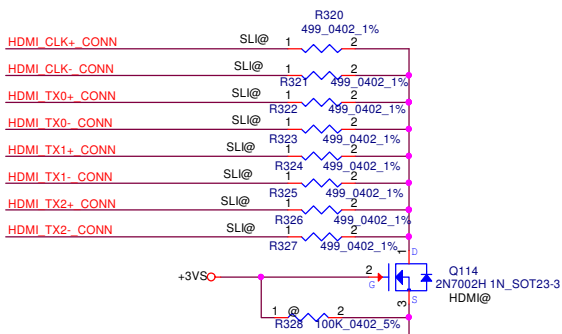 R320
499_0402_1%
HDMI_CLK+_CONN SLI@ 1 2
HDMI_CLK-_CONN SLI@ 1 2
R321 499_0402_1%
HDMI_TX0+_CONN SLI@ 1 2
R322 499_0402_1%
HDMI_TX0-_CONN SLI@ 1 2
R323 499_0402_1%
HDMI_TX1+_CONN SLI@ 1 2
R324 499_0402_1%
HDMI_TX1-_CONN SLI@ 1 2
R325 499_0402_1%
HDMI_TX2+_CONN SLI@ 1 2
R326 499_0402_1%
HDMI_TX2-_CONN SLI@ 1 2
R327 499_0402_1%
1 D
+3VS 2 G
Q114
2N7002H 1N_SOT23-3
HDMI@
3 S
1 @ 2
R328 100K_0402_5%